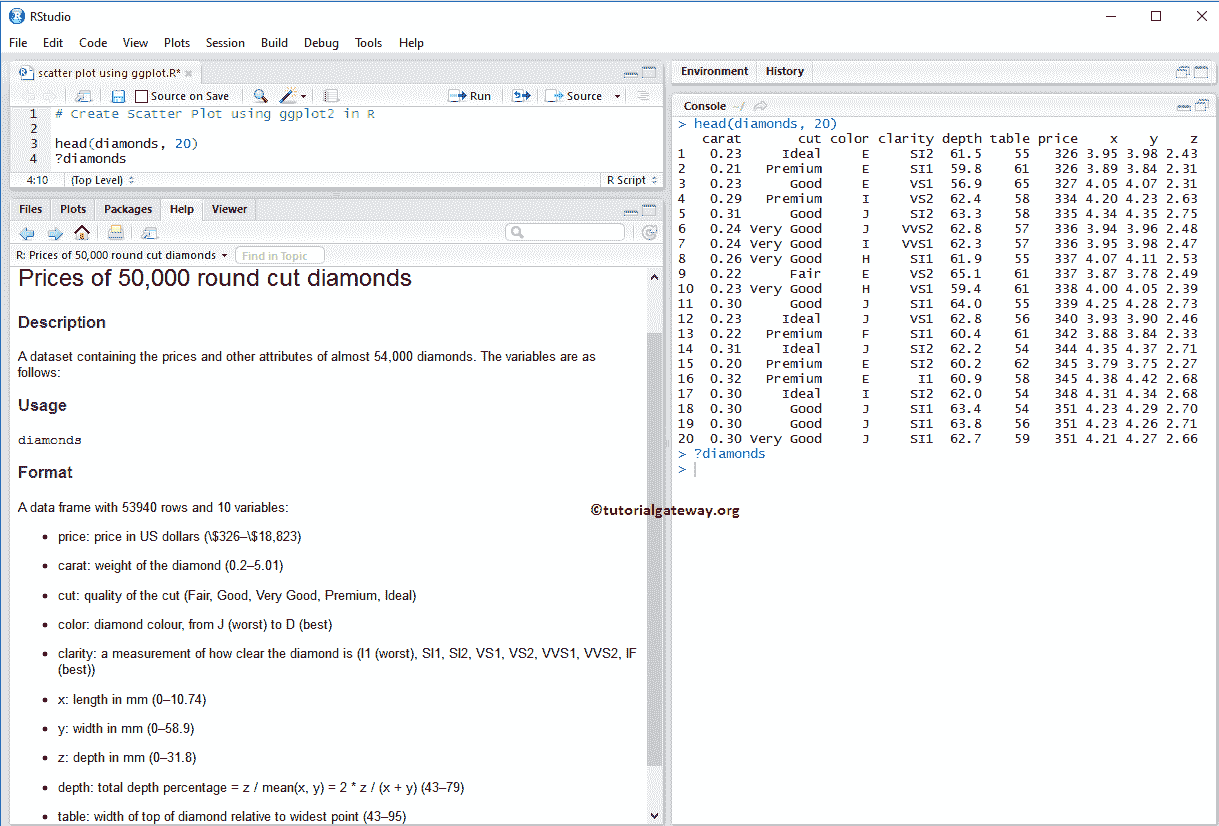 RStudio
File Edit Code View Plots Session Build Debug Tools Help
scatter plot using ggplot.R*
Source on Save
Run
Source
1 # Create Scatter Plot using ggplot2 in R
2
3 head(diamonds, 20)
4 ?diamonds
4:10 (Top Level) R Script
Files Plots Packages Help Viewer
R: Prices of 50,000 round cut diamonds Find in Topic
Prices of 50,000 round cut diamonds
Description
A dataset containing the prices and other attributes of almost 54,000 diamonds. The variables are as
follows:
Usage
diamonds
Format
A data frame with 53940 rows and 10 variables:
• price: price in US dollars (\$326–\$18,823)
• carat: weight of the diamond (0.2–5.01)
• cut: quality of the cut (Fair, Good, Very Good, Premium, Ideal)
• color: diamond colour, from J (worst) to D (best)
• clarity: a measurement of how clear the diamond is (I1 (worst), SI1, SI2, VS1, VS2, VVS1, VVS2, IF
(best))
• x: length in mm (0–10.74)
• y: width in mm (0–58.9)
• z: depth in mm (0–31.8)
• depth: total depth percentage = z / mean(x, y) = 2 * z / (x + y) (43–79)
• table: width of top of diamond relative to widest point (43–95)
Environment History
Console ~/
> head(diamonds, 20)
carat cut color clarity depth table price x y z
1 0.23 Ideal E SI2 61.5 55 326 3.95 3.98 2.43
2 0.21 Premium E SI1 59.8 61 326 3.89 3.84 2.31
3 0.23 Good E VS1 56.9 65 327 4.05 4.07 2.31
4 0.29 Premium I VS2 62.4 58 334 4.20 4.23 2.63
5 0.31 Good J SI2 63.3 58 335 4.34 4.35 2.75
6 0.24 Very Good J VVS2 62.8 57 336 3.94 3.96 2.48
7 0.24 Very Good I VVS1 62.3 57 336 3.95 3.98 2.47
8 0.26 Very Good H SI1 61.9 55 337 4.07 4.11 2.53
9 0.22 Fair E VS2 65.1 61 337 3.87 3.78 2.49
10 0.23 Very Good H VS1 59.4 61 338 4.00 4.05 2.39
11 0.30 Good J SI1 64.0 55 339 4.25 4.28 2.73
12 0.23 Ideal J VS1 62.8 56 340 3.93 3.90 2.46
13 0.22 Premium F SI1 60.4 61 342 3.88 3.84 2.33
14 0.31 Ideal J SI2 62.2 54 344 4.35 4.37 2.71
15 0.20 Premium E SI2 60.2 62 345 3.79 3.75 2.27
16 0.32 Premium E I1 60.9 58 345 4.38 4.42 2.68
17 0.30 Ideal I SI2 62.0 54 348 4.31 4.34 2.68
18 0.30 Good J SI1 63.4 54 351 4.23 4.29 2.70
19 0.30 Good J SI1 63.8 56 351 4.23 4.26 2.71
20 0.30 Very Good J SI1 62.7 59 351 4.21 4.27 2.66
> ?diamonds
>
©tutorialgateway.org